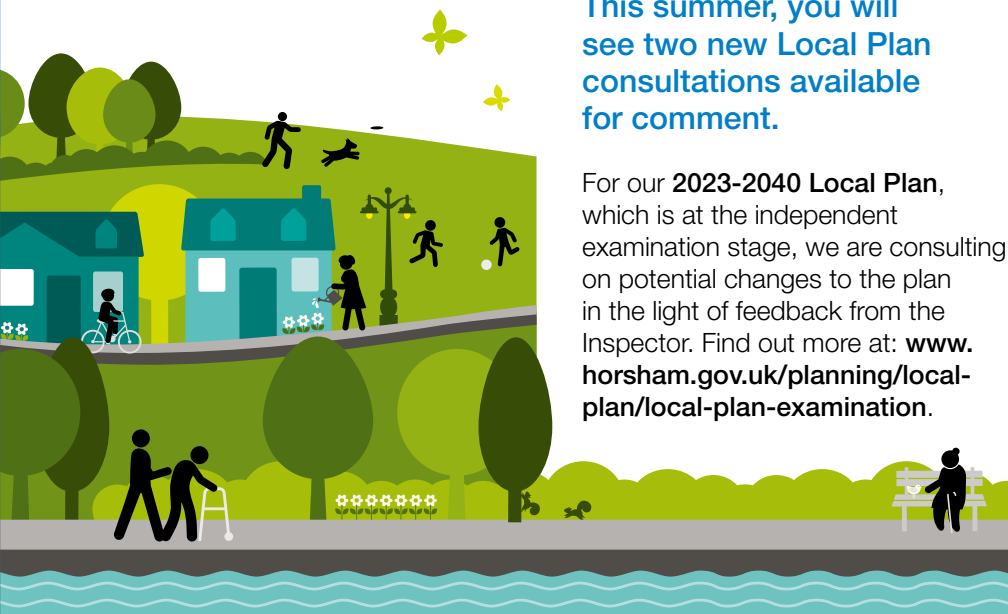 This summer, you will
see two new Local Plan
consultations available
for comment.
For our 2023-2040 Local Plan,
which is at the independent
examination stage, we are consulting
on potential changes to the plan
in the light of feedback from the
Inspector. Find out more at: www.
horsham.gov.uk/planning/local-
plan/local-plan-examination.